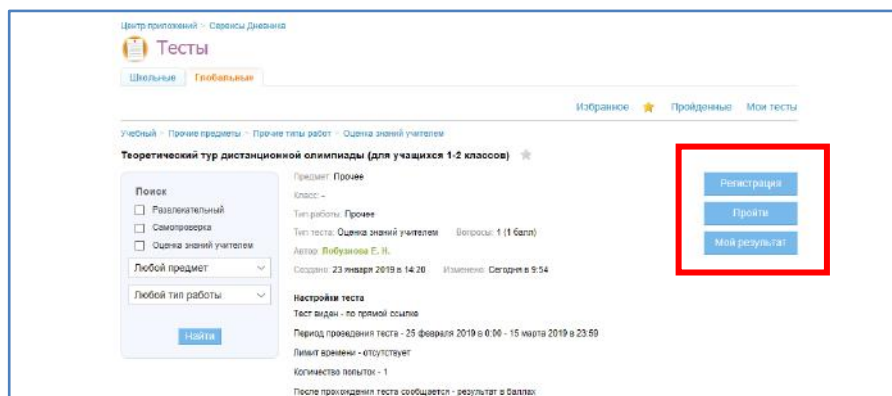 Центр приложений > Сервисы Дневника
Тесты
Школьные Глобальные
Избранное Пройденные Мои тесты
Учебный > Прочие предметы > Прочие типы работ > Оценка знаний учителем
Теоретический тур дистанционной олимпиады (для учащихся 1-2 классов)
Поиск
Развлекательный
Самопроверка
Оценка знаний учителем
Любой предмет
Любой тип работы
Найти
Предмет: Прочее
Класс: -
Тип работы: Прочее
Тип теста: Оценка знаний учителем Вопросы: 1 (1 балл)
Автор: Лобузнова Е. Н.
Создано: 23 января 2019 в 14:20 Изменено: Сегодня в 9:54
Настройки теста
Тест виден - по прямой ссылке
Период проведения теста - 25 февраля 2019 в 0:00 - 15 марта 2019 в 23:59
Лимит времени - отсутствует
Количество попыток - 1
После прохождения теста сообщается - результат в баллах
Регистрация
Пройти
Мой результат